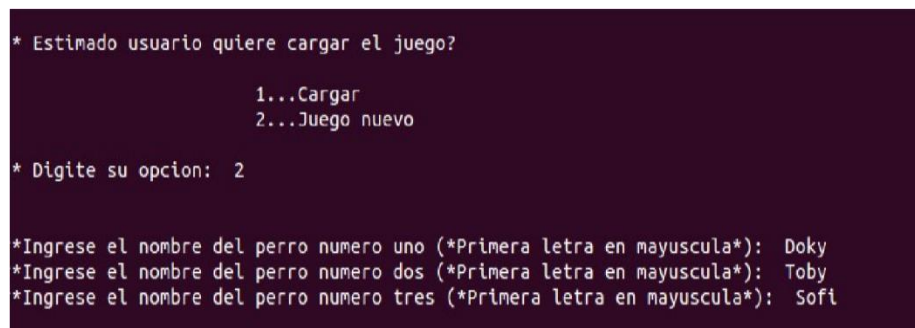 * Estimado usuario quiere cargar el juego?
1...Cargar
2...Juego nuevo
* Digite su opcion:  2
*Ingrese el nombre del perro numero uno (*Primera letra en mayuscula*):  Doky
*Ingrese el nombre del perro numero dos (*Primera letra en mayuscula*):  Toby
*Ingrese el nombre del perro numero tres (*Primera letra en mayuscula*):  Sofi